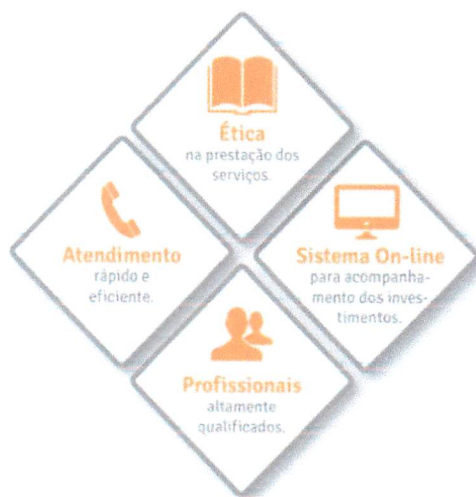 Ética
na prestação dos
serviços.
Atendimento
rápido e
eficiente.
Sistema On-line
para acompanha-
mento dos inves-
timentos.
Profissionais
altamente
qualificados.